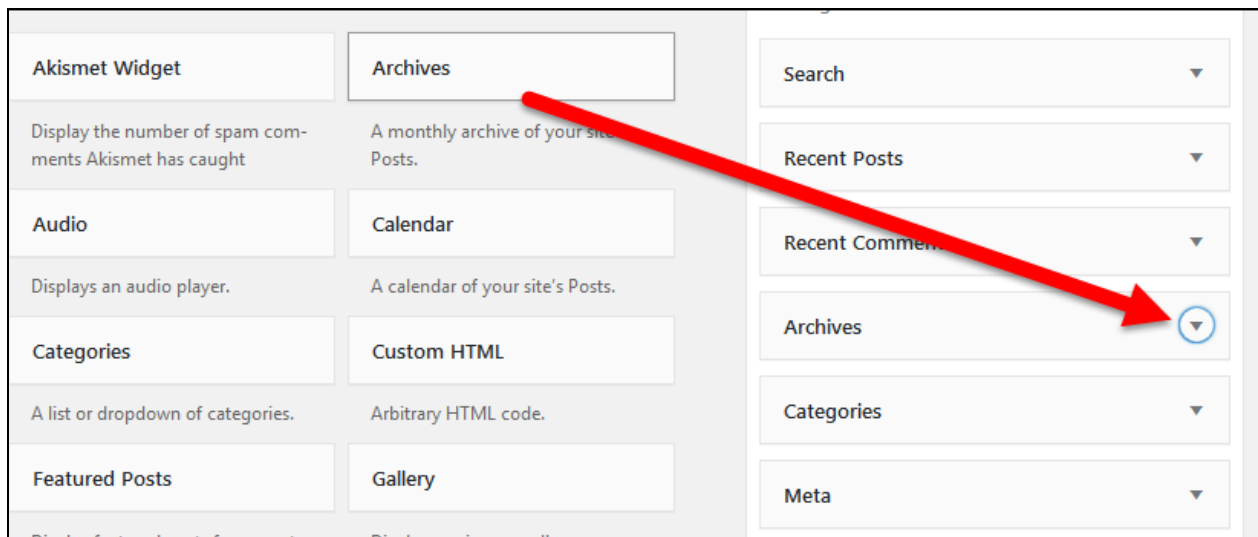 Akismet Widget
Archives
Display the number of spam com-
ments Akismet has caught
A monthly archive of your site
Posts.
Audio
Calendar
Displays an audio player.
A calendar of your site's Posts.
Categories
Custom HTML
A list or dropdown of categories.
Arbitrary HTML code.
Featured Posts
Gallery
Search
Recent Posts
Recent Commen
Archives
Categories
Meta